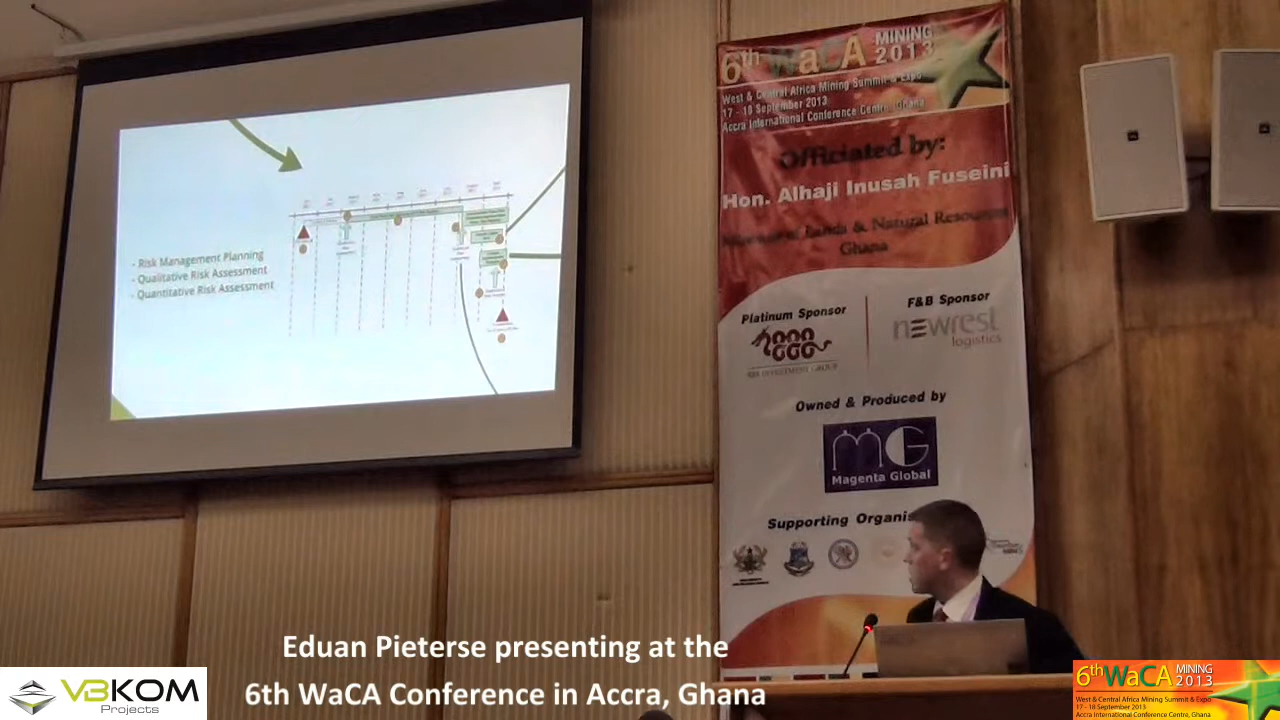 - Risk Management Planning
- Qualitative Risk Assessment
- Quantitative Risk Assessment
6th WaCA MINING 2013
West & Central Africa Mining Summit & Expo
17 - 18 September 2013
Accra International Conference Centre, Ghana
Officiated by:
Hon. Alhaji Inusah Fuseini
Lands & Natural Resources
Ghana
Platinum Sponsor
F&B Sponsor
newrest
logistics
Owned & Produced by
MG
Magenta Global
Supporting Organis
Eduan Pieterse presenting at the
6th WaCA Conference in Accra, Ghana
VBKOM
Projects
6th WaCA MINING 2013
West & Central Africa Mining Summit & Expo
17 - 18 September 2013
Accra International Conference Centre, Ghana